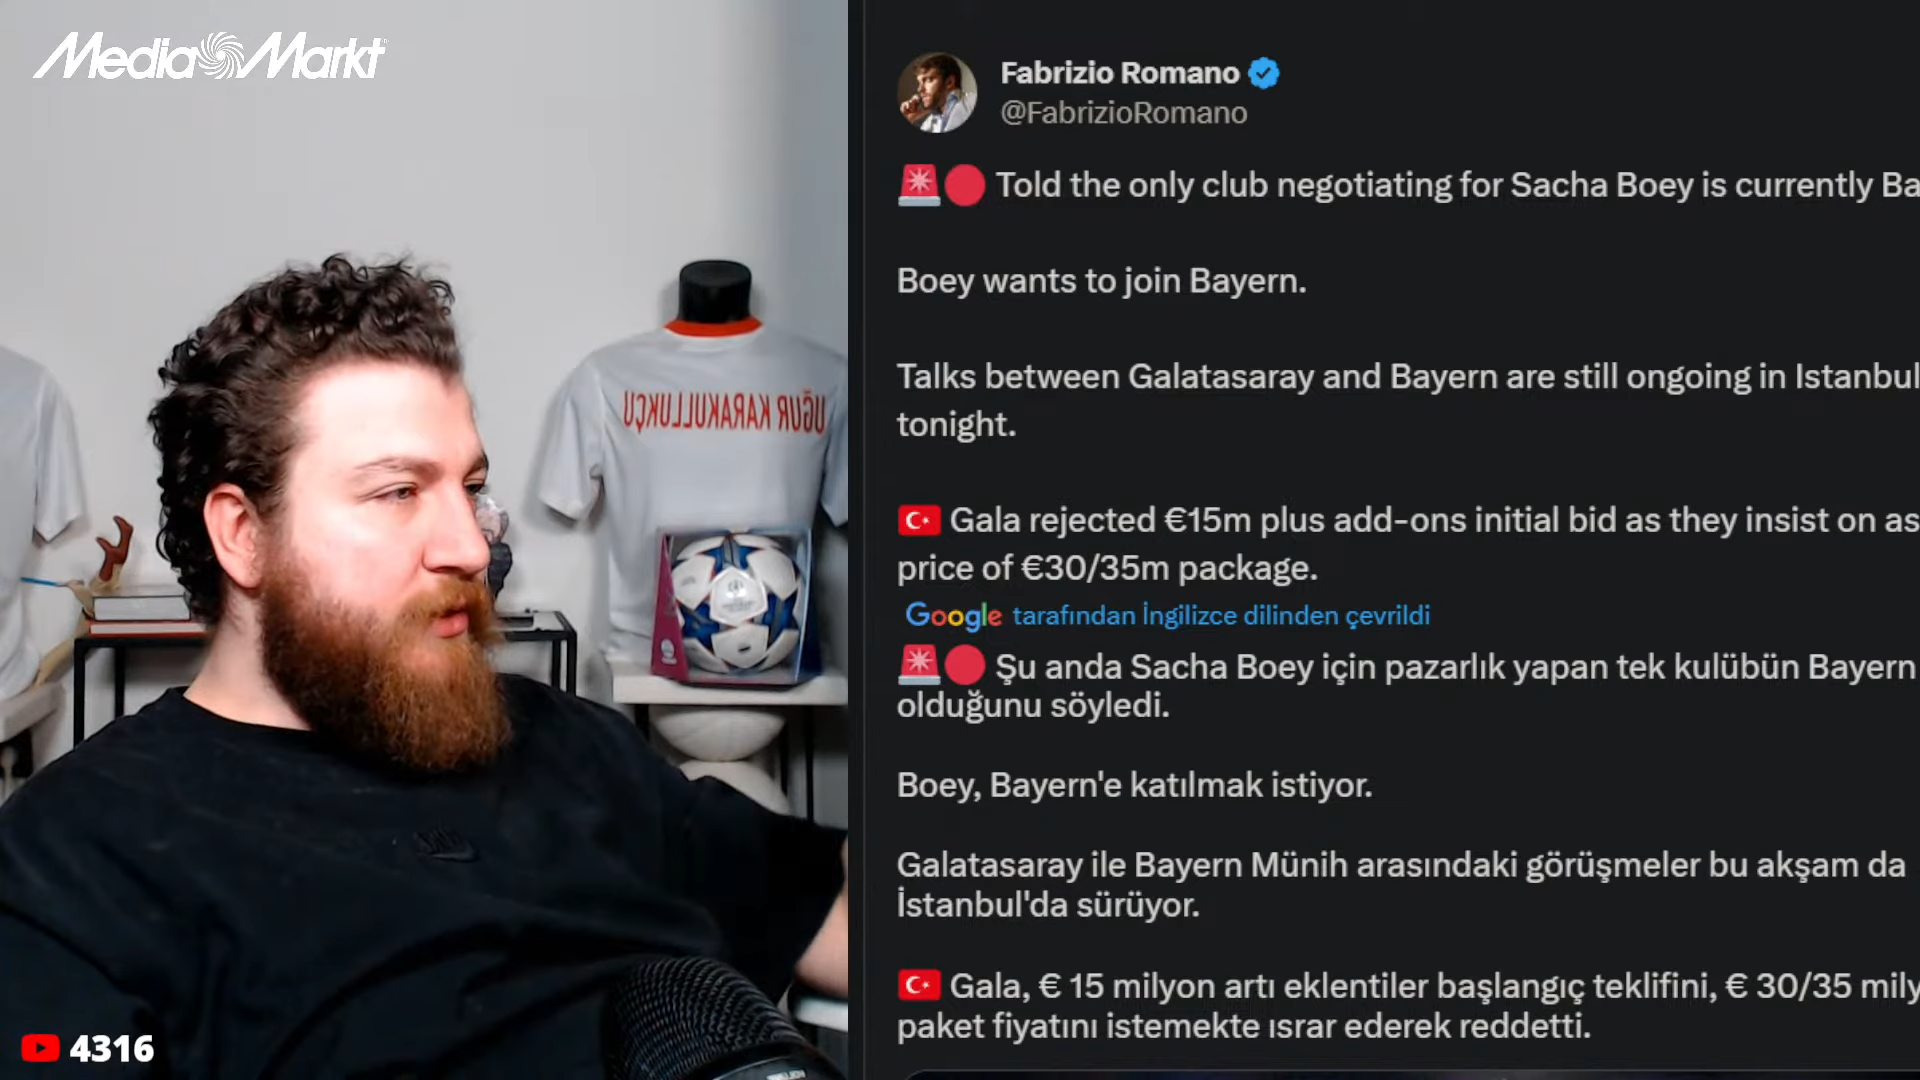 MediaMarkt
UĞUR KARAKULLUKÇU
4316
Fabrizio Romano
@FabrizioRomano
Told the only club negotiating for Sacha Boey is currently Ba
Boey wants to join Bayern.
Talks between Galatasaray and Bayern are still ongoing in Istanbul
tonight.
Gala rejected €15m plus add-ons initial bid as they insist on as
price of €30/35m package.
Google tarafından İngilizce dilinden çevrildi
Şu anda Sacha Boey için pazarlık yapan tek kulübün Bayern
olduğunu söyledi.
Boey, Bayern'e katılmak istiyor.
Galatasaray ile Bayern Münih arasındaki görüşmeler bu akşam da
İstanbul'da sürüyor.
Gala, € 15 milyon artı eklentiler başlangıç teklifini, € 30/35 mily
paket fiyatını istemekte ısrar ederek reddetti.